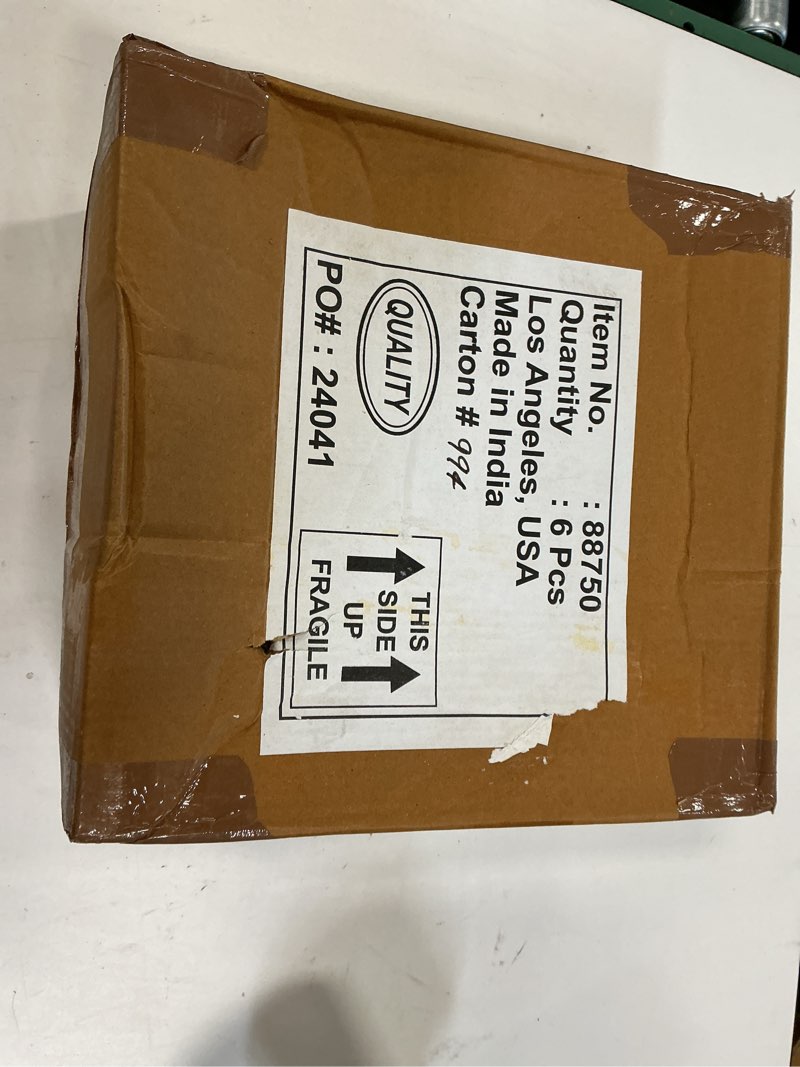 Item No. : 88750
Quantity : 6 Pcs
Los Angeles, USA
Made in India
Carton # 994
QUALITY
PO# : 24041
THIS
SIDE
UP
FRAGILE